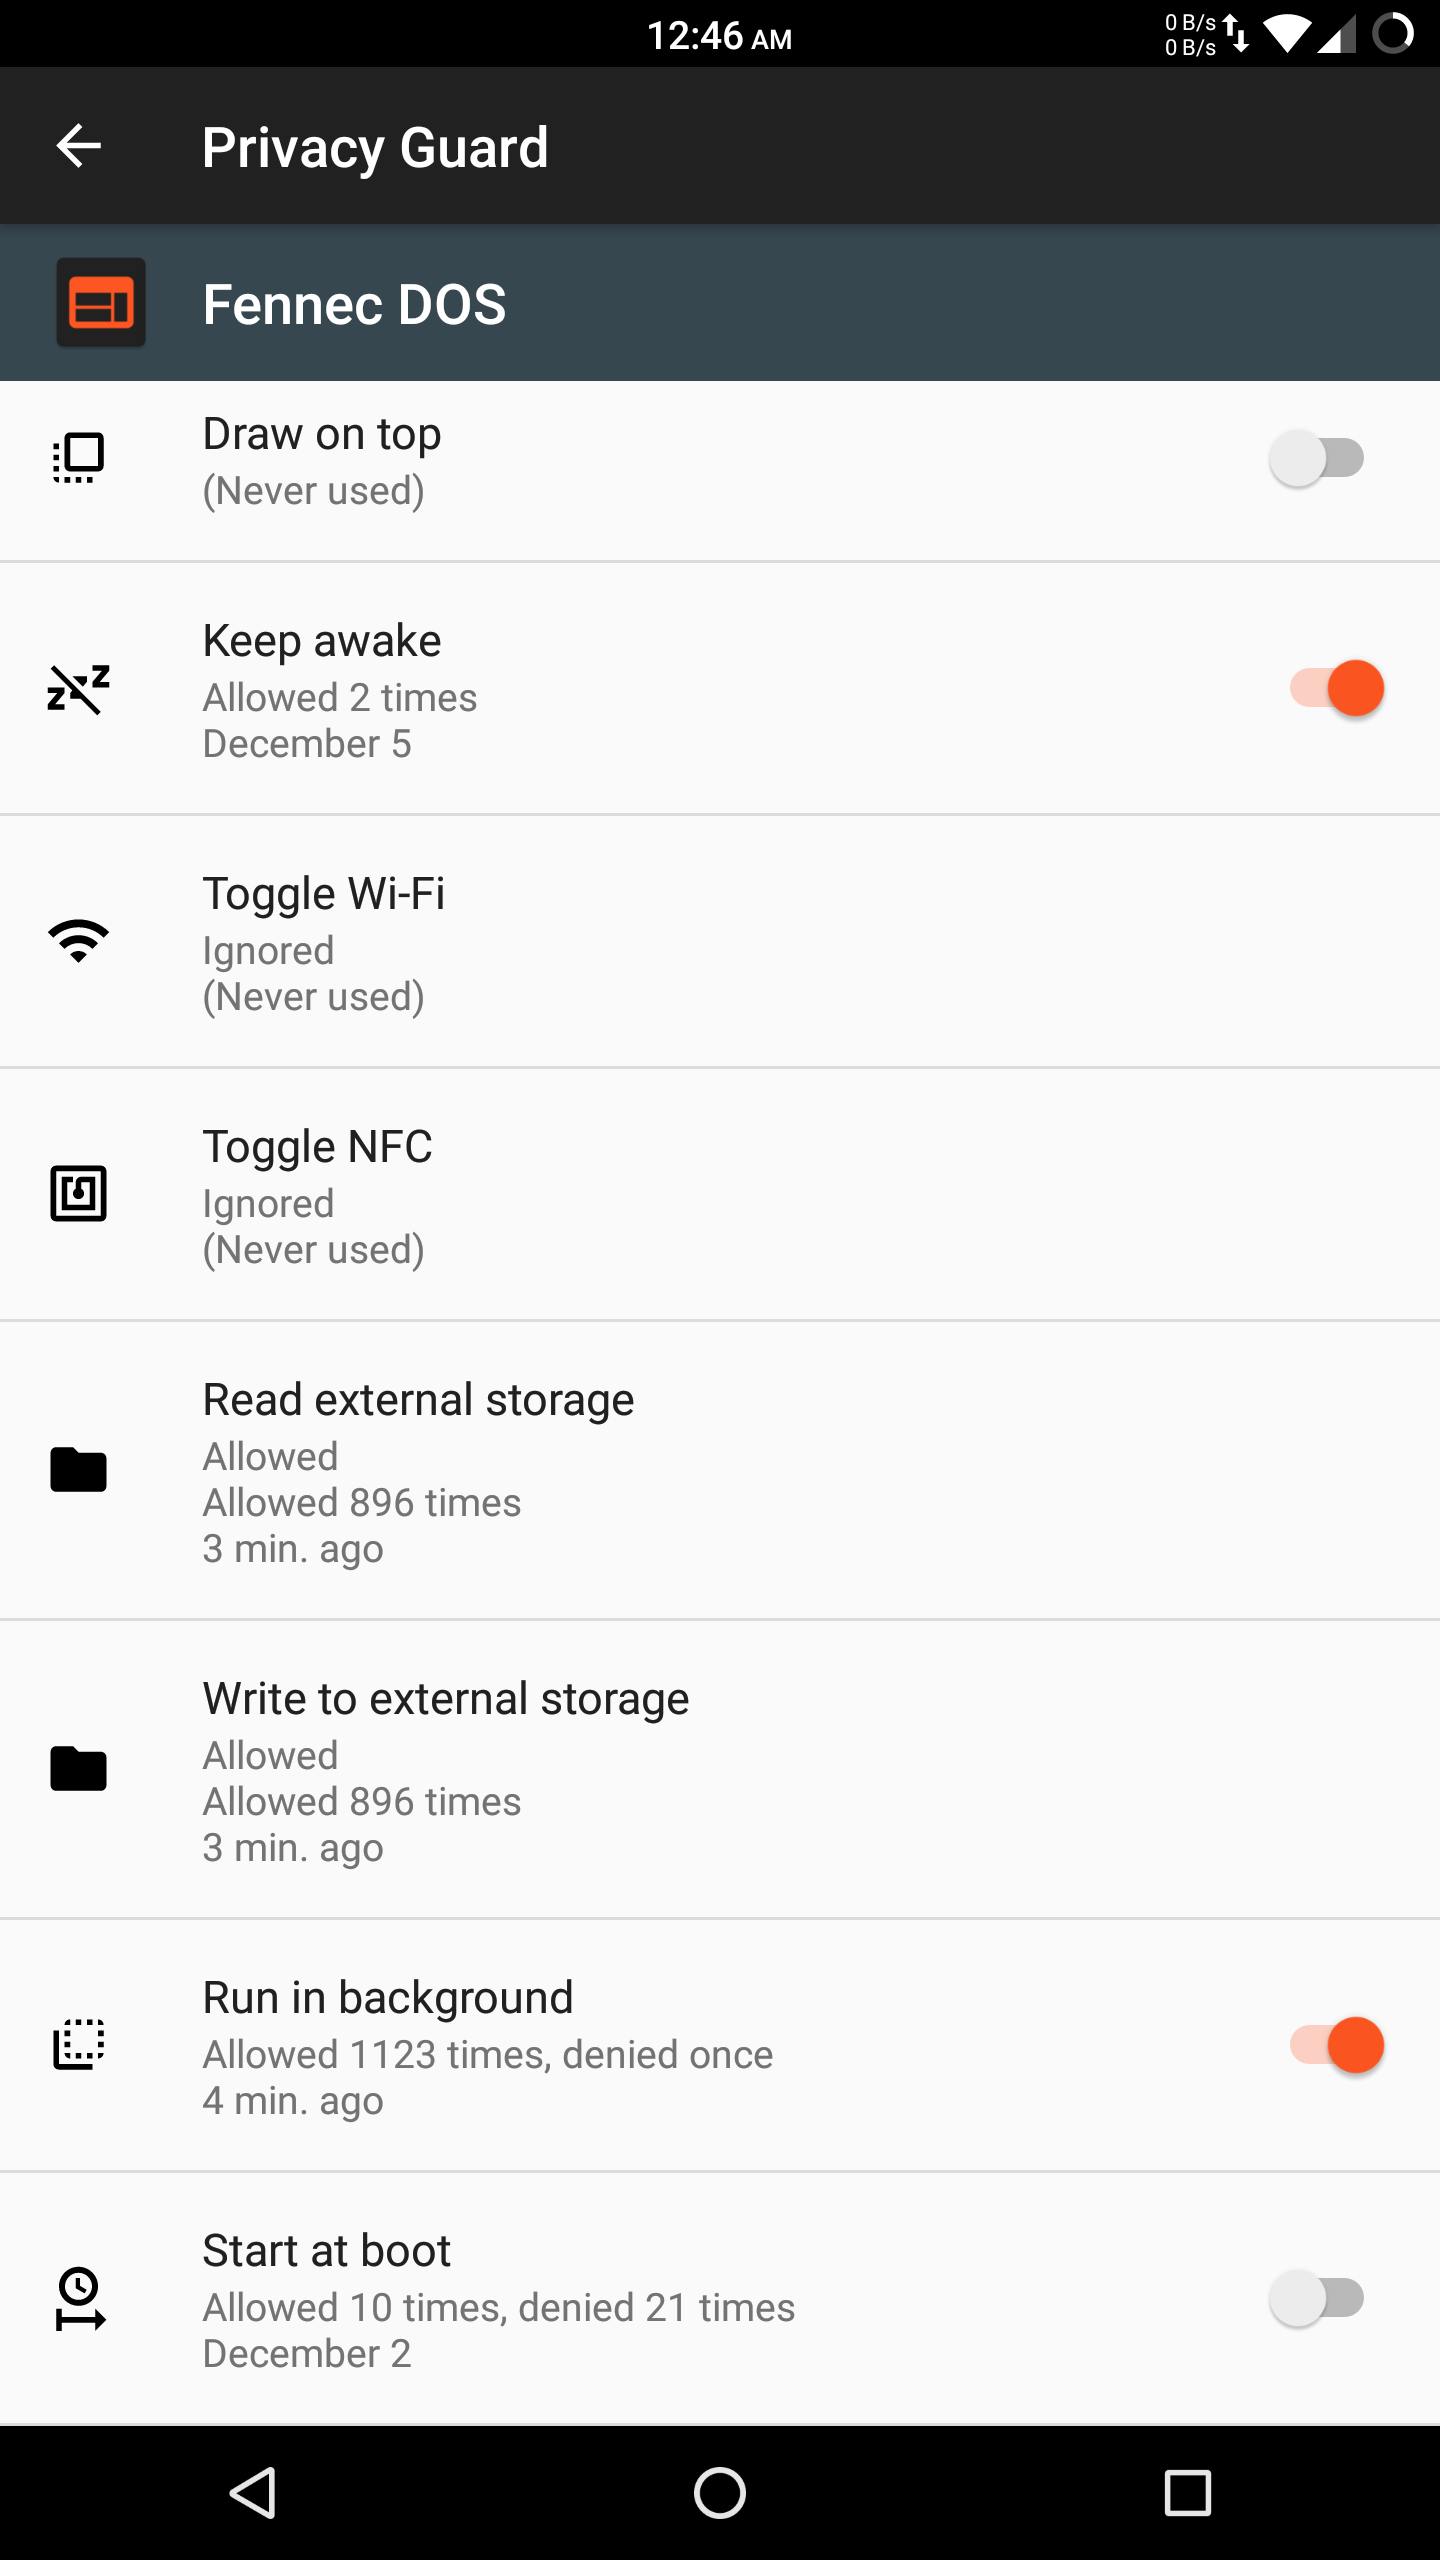 12:46 AM
0 B/s
0 B/s
Privacy Guard
Fennec DOS
Draw on top
(Never used)
Keep awake
Allowed 2 times
December 5
Toggle Wi-Fi
Ignored
(Never used)
Toggle NFC
Ignored
(Never used)
Read external storage
Allowed
Allowed 896 times
3 min. ago
Write to external storage
Allowed
Allowed 896 times
3 min. ago
Run in background
Allowed 1123 times, denied once
4 min. ago
Start at boot
Allowed 10 times, denied 21 times
December 2